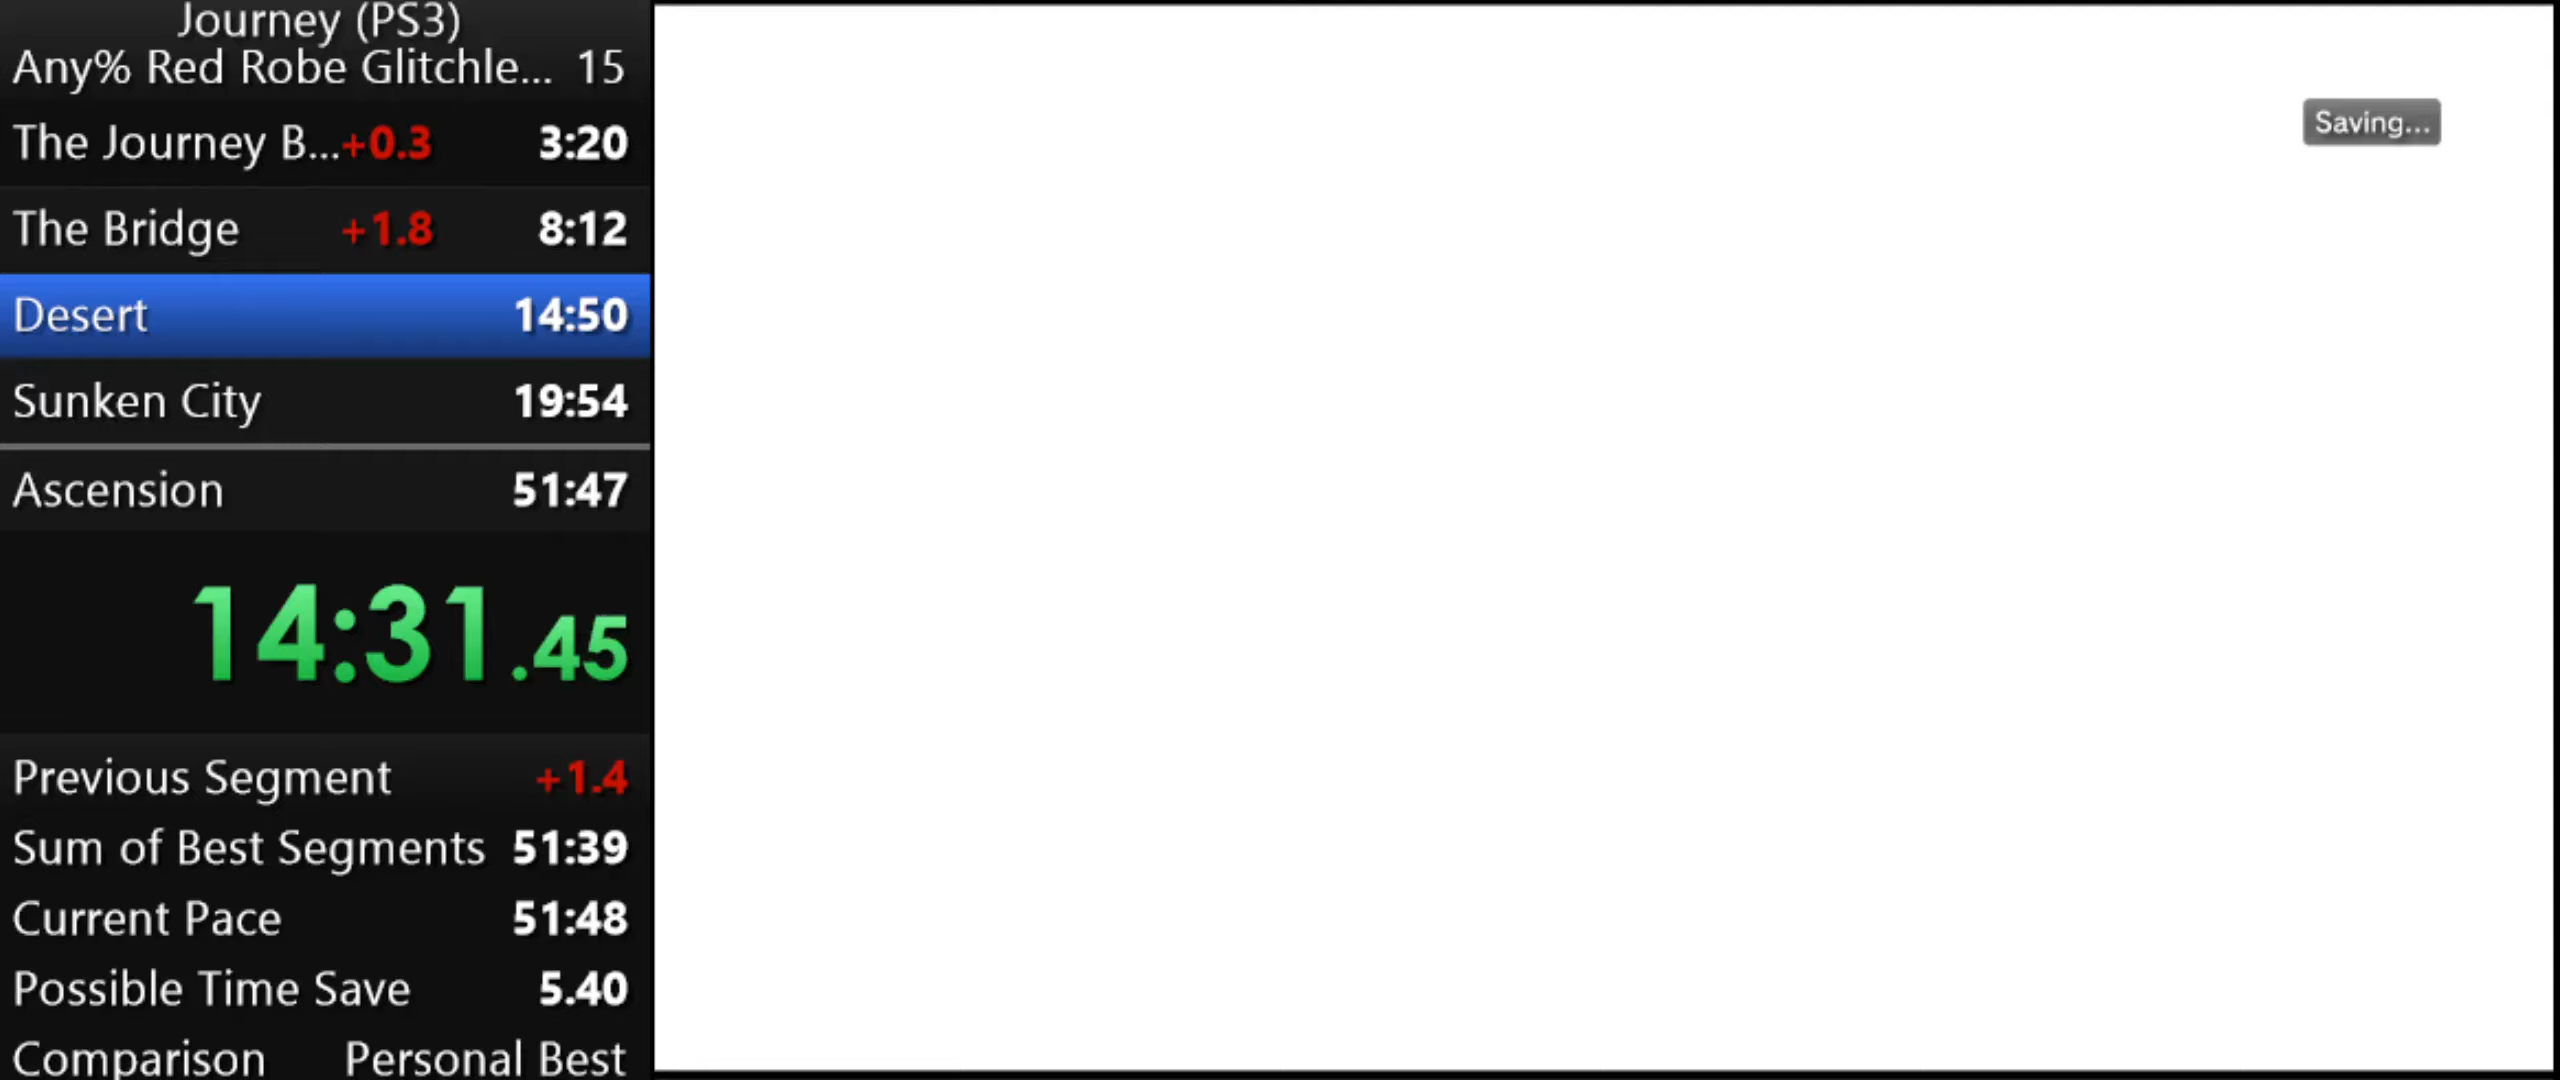 Journey (PS3)
Any% Red Robe Glitchle... 15
The Journey B...+0.3 3:20
The Bridge +1.8 8:12
Desert 14:50
Sunken City 19:54
Ascension 51:47
14:31.45
Previous Segment +1.4
Sum of Best Segments 51:39
Current Pace 51:48
Possible Time Save 5.40
Comparison Personal Best
Saving...